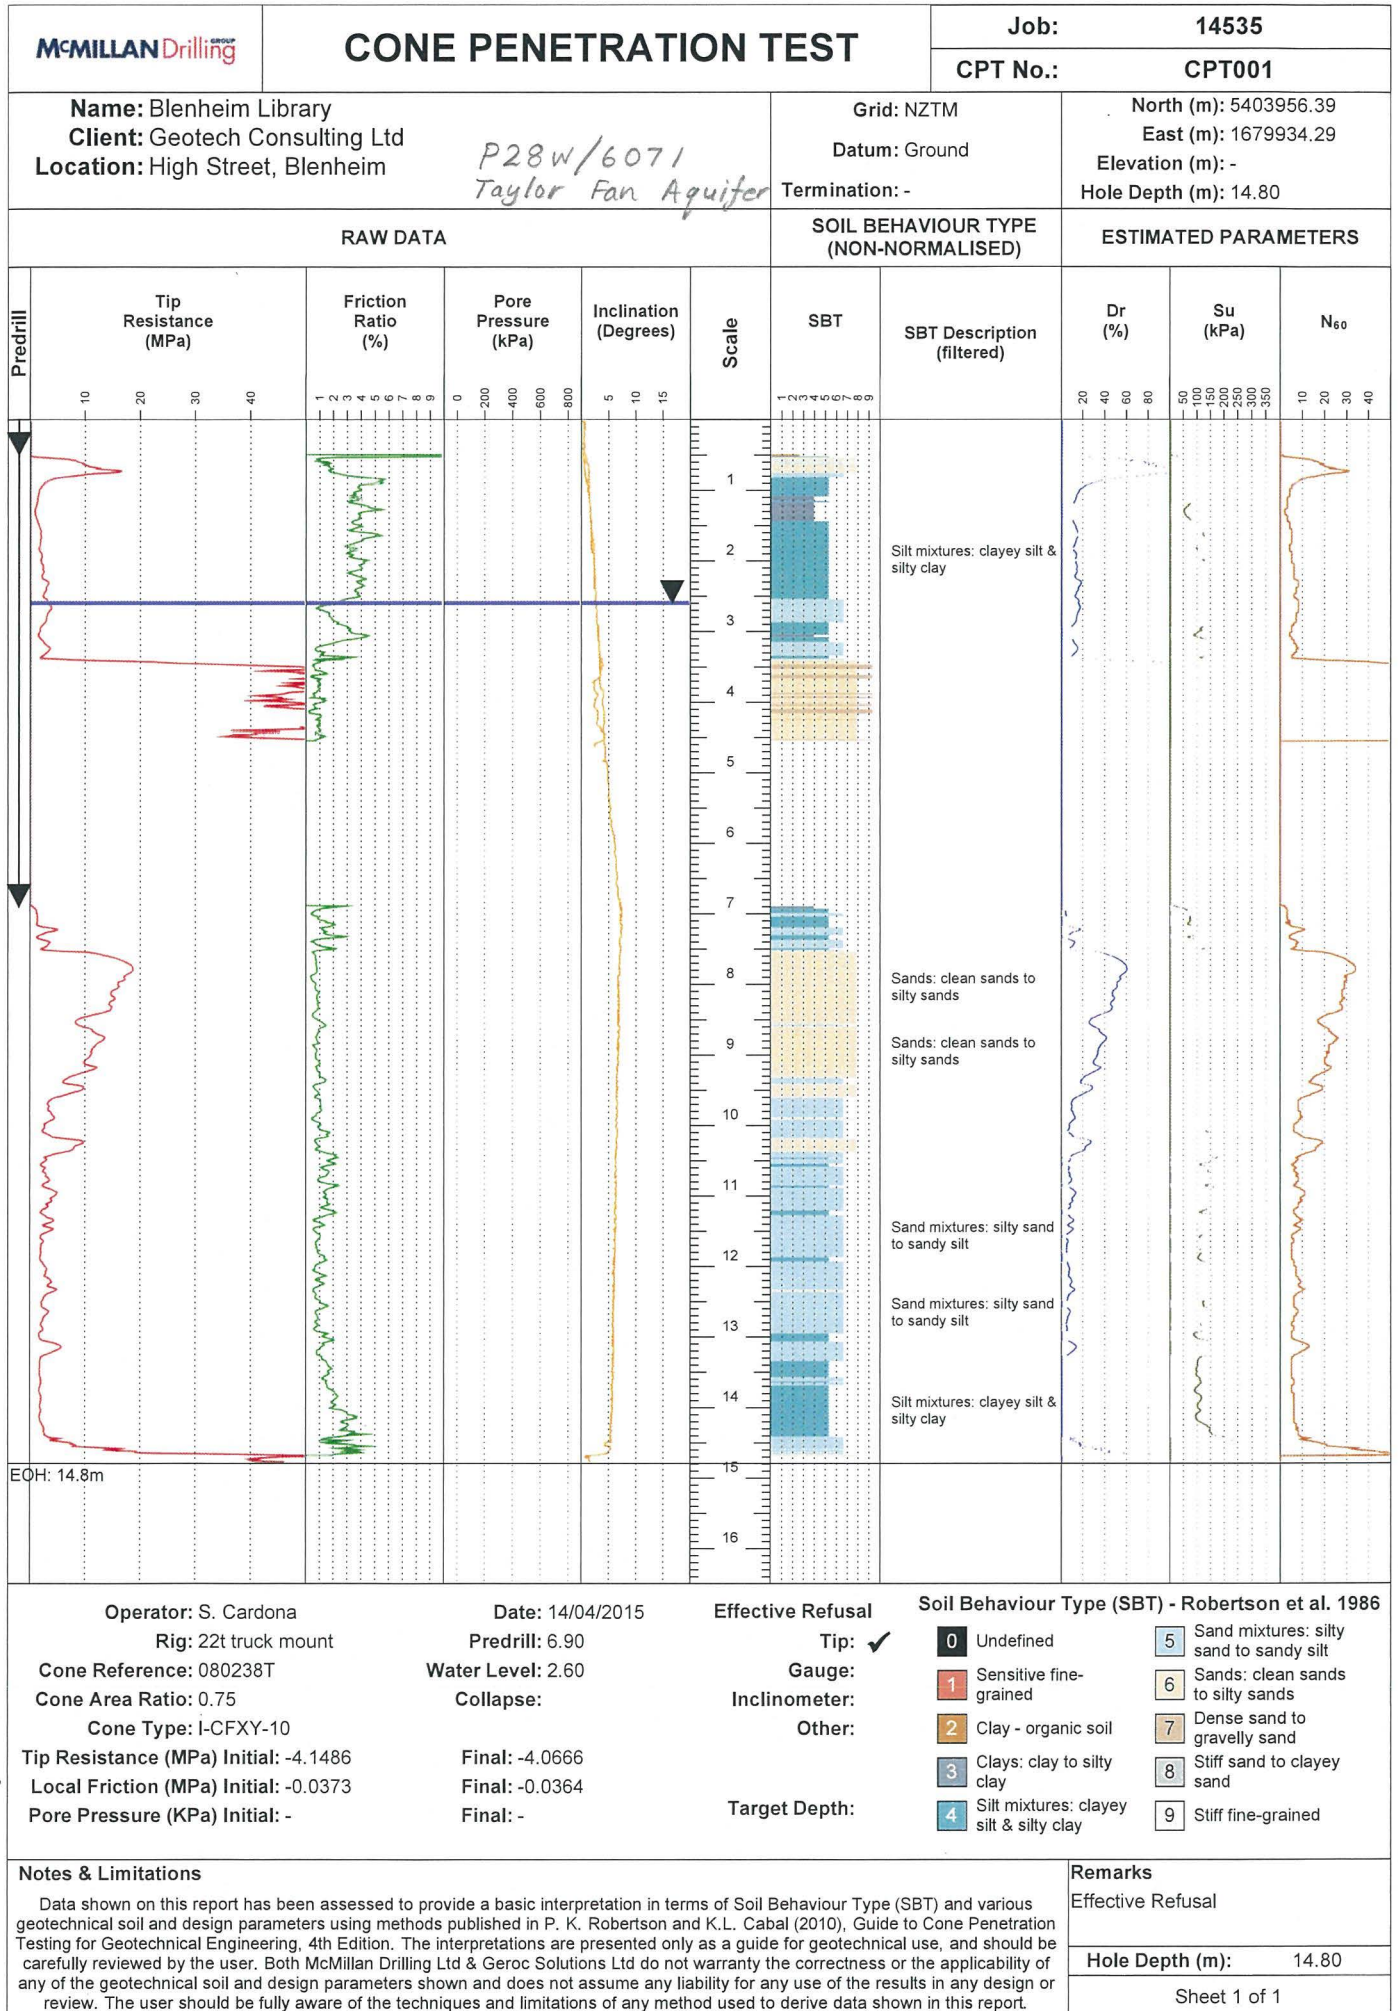 McMILLAN Drilling GROUP
CONE PENETRATION TEST
Job: 14535
CPT No.: CPT001
Name: Blenheim Library
Client: Geotech Consulting Ltd
Location: High Street, Blenheim
P28W/6071
Taylor Fan Aquifer
Grid: NZTM
Datum: Ground
Termination: -
North (m): 5403956.39
East (m): 1679934.29
Elevation (m): -
Hole Depth (m): 14.80
RAW DATA
SOIL BEHAVIOUR TYPE
(NON-NORMALISED)
ESTIMATED PARAMETERS
Predrill
Tip
Resistance
(MPa)
10 20 30 40
Friction
Ratio
(%)
1 2 3 4 5 6 7 8 9
Pore
Pressure
(kPa)
0 200 400 600 800
Inclination
(Degrees)
5 10 15
Scale
SBT
1 2 3 4 5 6 7 8 9
SBT Description
(filtered)
Dr
(%)
20 40 60 80
Su
(kPa)
50 100 150 200 250 300 350
N60
10 20 30 40
1
2
3
4
5
6
7
8
9
10
11
12
13
14
15
16
Silt mixtures: clayey silt &
silty clay
Sands: clean sands to
silty sands
Sands: clean sands to
silty sands
Sand mixtures: silty sand
to sandy silt
Sand mixtures: silty sand
to sandy silt
Silt mixtures: clayey silt &
silty clay
EOH: 14.8m
Operator: S. Cardona
Rig: 22t truck mount
Cone Reference: 080238T
Cone Area Ratio: 0.75
Cone Type: I-CFXY-10
Tip Resistance (MPa) Initial: -4.1486
Local Friction (MPa) Initial: -0.0373
Pore Pressure (KPa) Initial: -
Date: 14/04/2015
Predrill: 6.90
Water Level: 2.60
Collapse:
Final: -4.0666
Final: -0.0364
Final: -
Effective Refusal
Tip: ✓
Gauge:
Inclinometer:
Other:
Target Depth:
Soil Behaviour Type (SBT) - Robertson et al. 1986
0 Undefined
1 Sensitive fine-
grained
2 Clay - organic soil
3 Clays: clay to silty
clay
4 Silt mixtures: clayey
silt & silty clay
5 Sand mixtures: silty
sand to sandy silt
6 Sands: clean sands
to silty sands
7 Dense sand to
gravelly sand
8 Stiff sand to clayey
sand
9 Stiff fine-grained
Notes & Limitations
Data shown on this report has been assessed to provide a basic interpretation in terms of Soil Behaviour Type (SBT) and various
geotechnical soil and design parameters using methods published in P. K. Robertson and K.L. Cabal (2010), Guide to Cone Penetration
Testing for Geotechnical Engineering, 4th Edition. The interpretations are presented only as a guide for geotechnical use, and should be
carefully reviewed by the user. Both McMillan Drilling Ltd & Geroc Solutions Ltd do not warranty the correctness or the applicability of
any of the geotechnical soil and design parameters shown and does not assume any liability for any use of the results in any design or
review. The user should be fully aware of the techniques and limitations of any method used to derive data shown in this report.
Remarks
Effective Refusal
Hole Depth (m): 14.80
Sheet 1 of 1